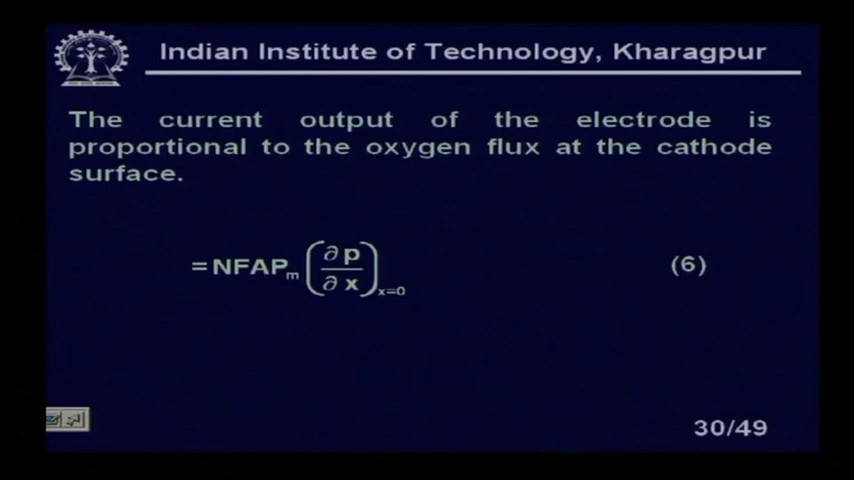 Indian Institute of Technology, Kharagpur
The current output of the electrode is
proportional to the oxygen flux at the cathode
surface.
= NFAPₘ (∂p/∂x)ₓ₌₀ (6)
30/49